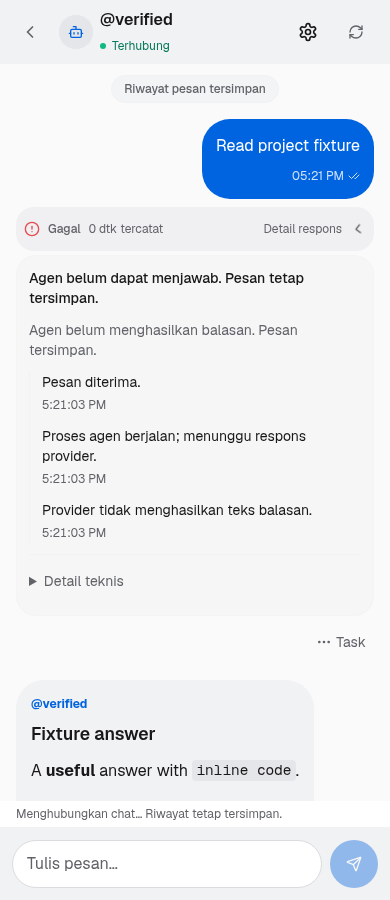 @verified
Terhubung
Riwayat pesan tersimpan
Read project fixture
05:21 PM
Gagal 0 dtk tercatat Detail respons
Agen belum dapat menjawab. Pesan tetap
tersimpan.
Agen belum menghasilkan balasan. Pesan
tersimpan.
Pesan diterima.
5:21:03 PM
Proses agen berjalan; menunggu respons
provider.
5:21:03 PM
Provider tidak menghasilkan teks balasan.
5:21:03 PM
Detail teknis
Task
@verified
Fixture answer
A useful answer with inline code.
Menghubungkan chat… Riwayat tetap tersimpan.
Tulis pesan…